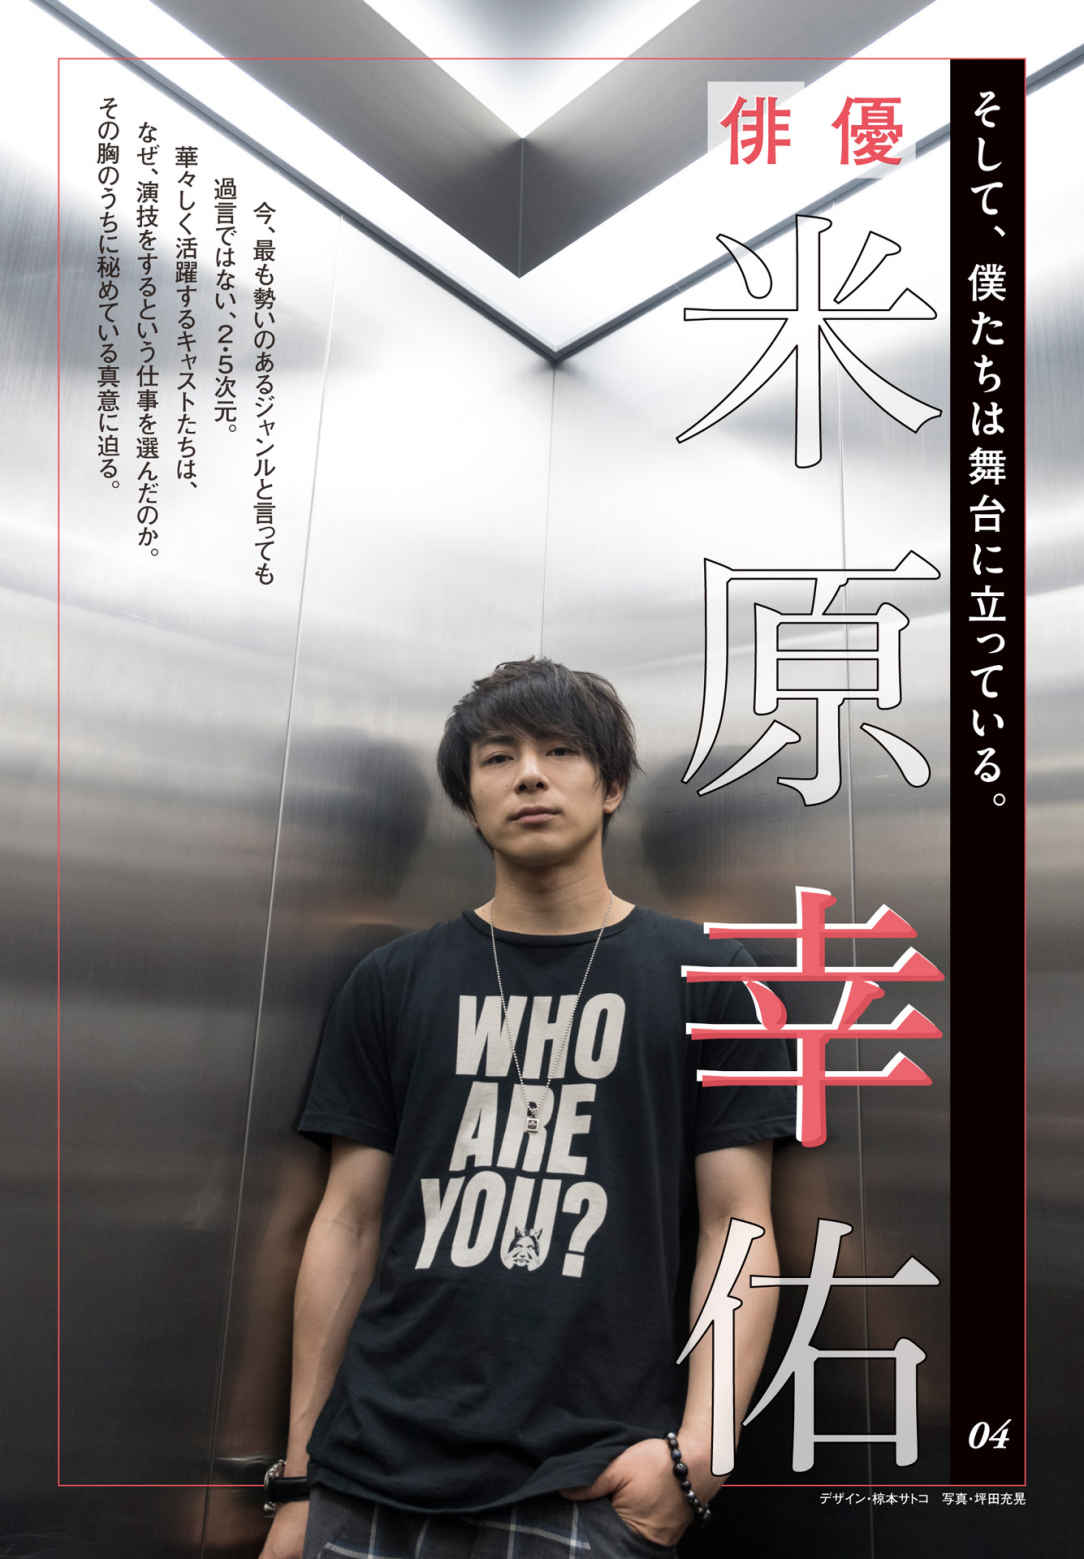 そして、僕たちは舞台に立っている。
04
俳優
米原幸佑
今、最も勢いのあるジャンルと言っても
過言ではない、2・5次元。
華々しく活躍するキャストたちは、
なぜ、演技をするという仕事を選んだのか。
その胸のうちに秘めている真意に迫る。
WHO
ARE
YOU?
デザイン・椋本サトコ　写真・坪田充晃